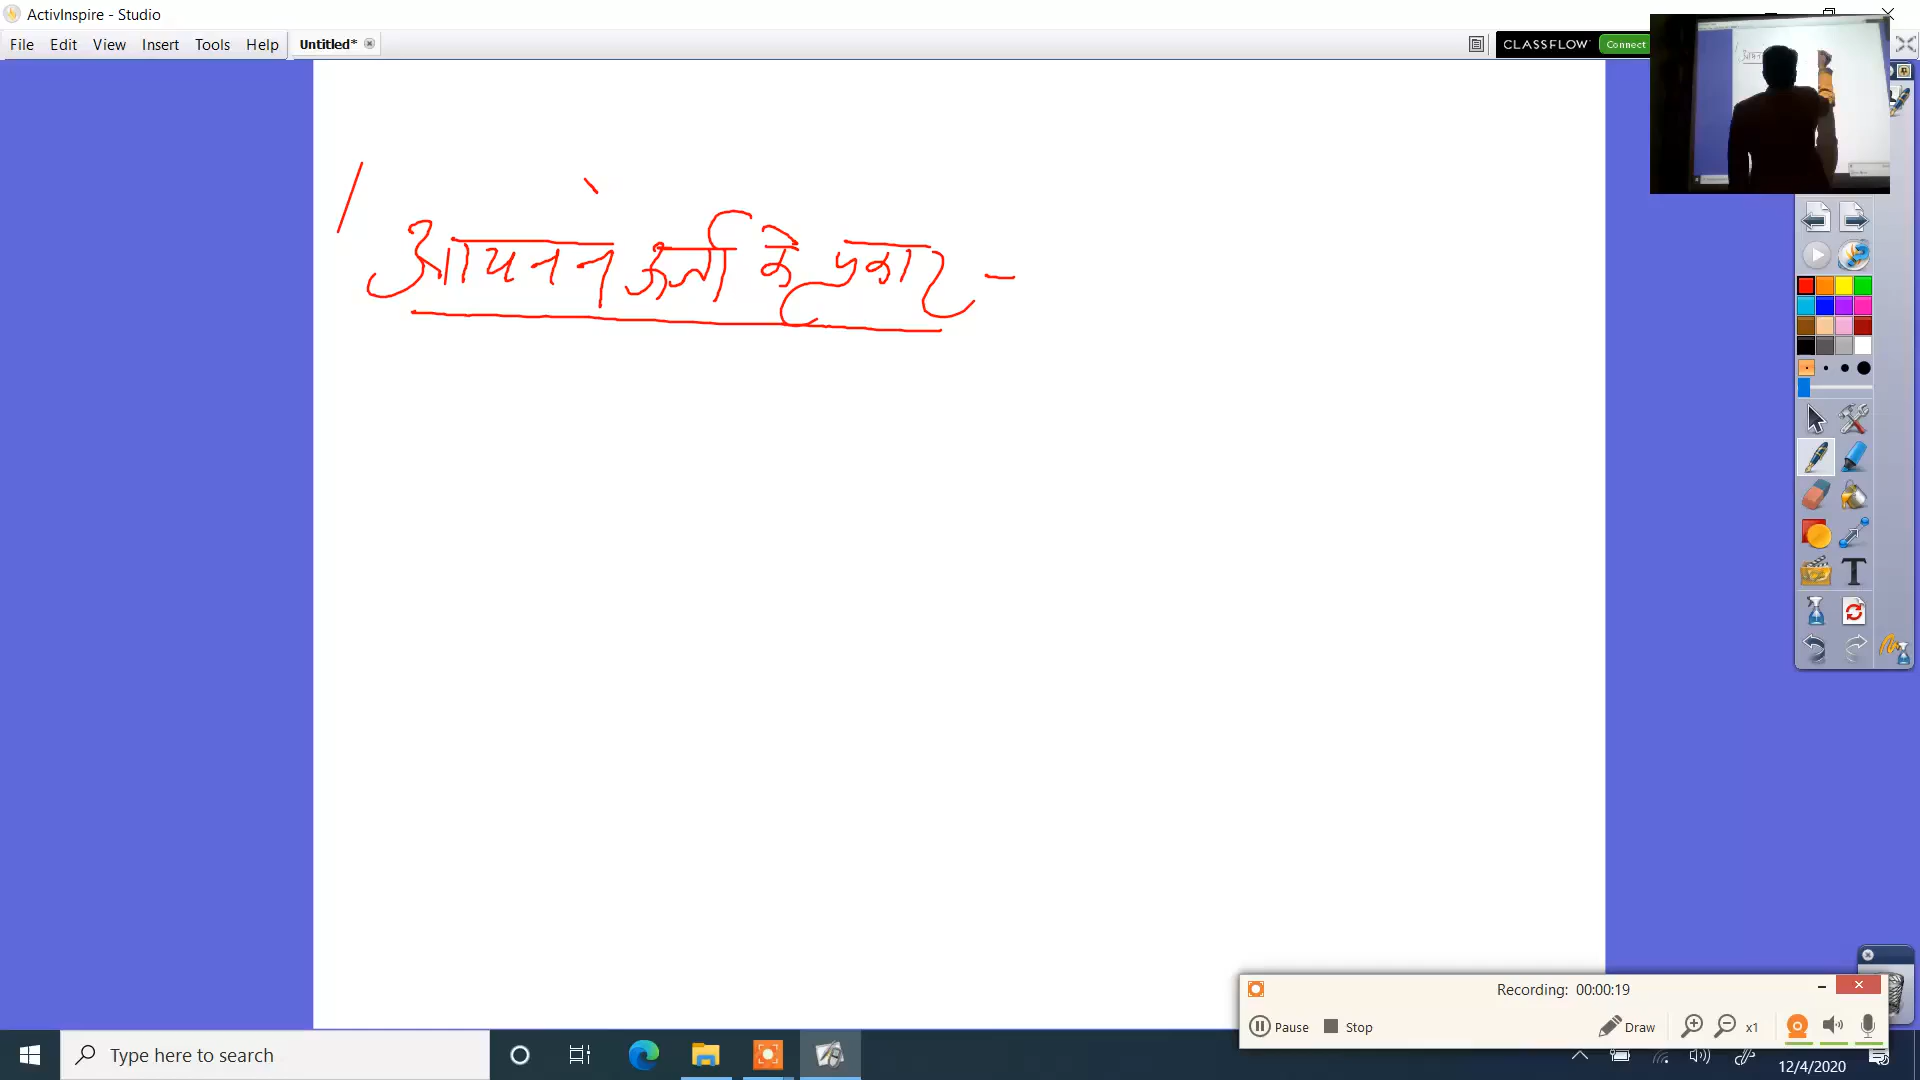 ActivInspire - Studio
File Edit View Insert Tools Help Untitled*
CLASSFLOW Connect
आयनन ऊर्जा के प्रकार -
T
Recording: 00:00:19
Pause Stop Draw x1
Type here to search
12/4/2020